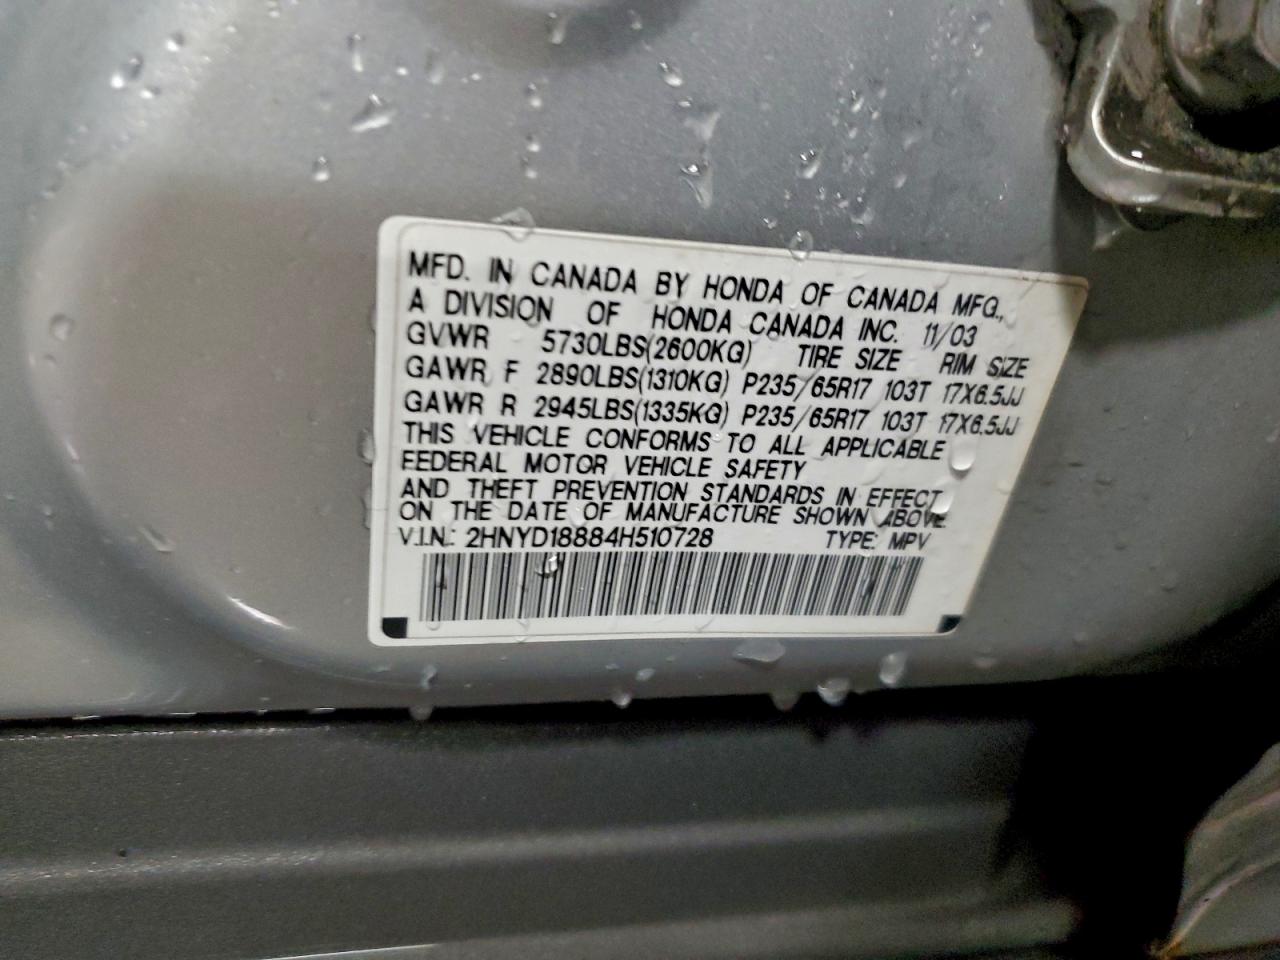 MFD. IN CANADA BY HONDA OF CANADA MFG.,
A DIVISION OF HONDA CANADA INC. 11/03
GVWR 5730LBS(2600KG) TIRE SIZE RIM SIZE
GAWR F 2890LBS(1310KG) P235/65R17 103T 17X6.5JJ
GAWR R 2945LBS(1335KG) P235/65R17 103T 17X6.5JJ
THIS VEHICLE CONFORMS TO ALL APPLICABLE
FEDERAL MOTOR VEHICLE SAFETY
AND THEFT PREVENTION STANDARDS IN EFFECT
ON THE DATE OF MANUFACTURE SHOWN ABOVE.
V.I.N.: 2HNYD18884H510728 TYPE: MPV